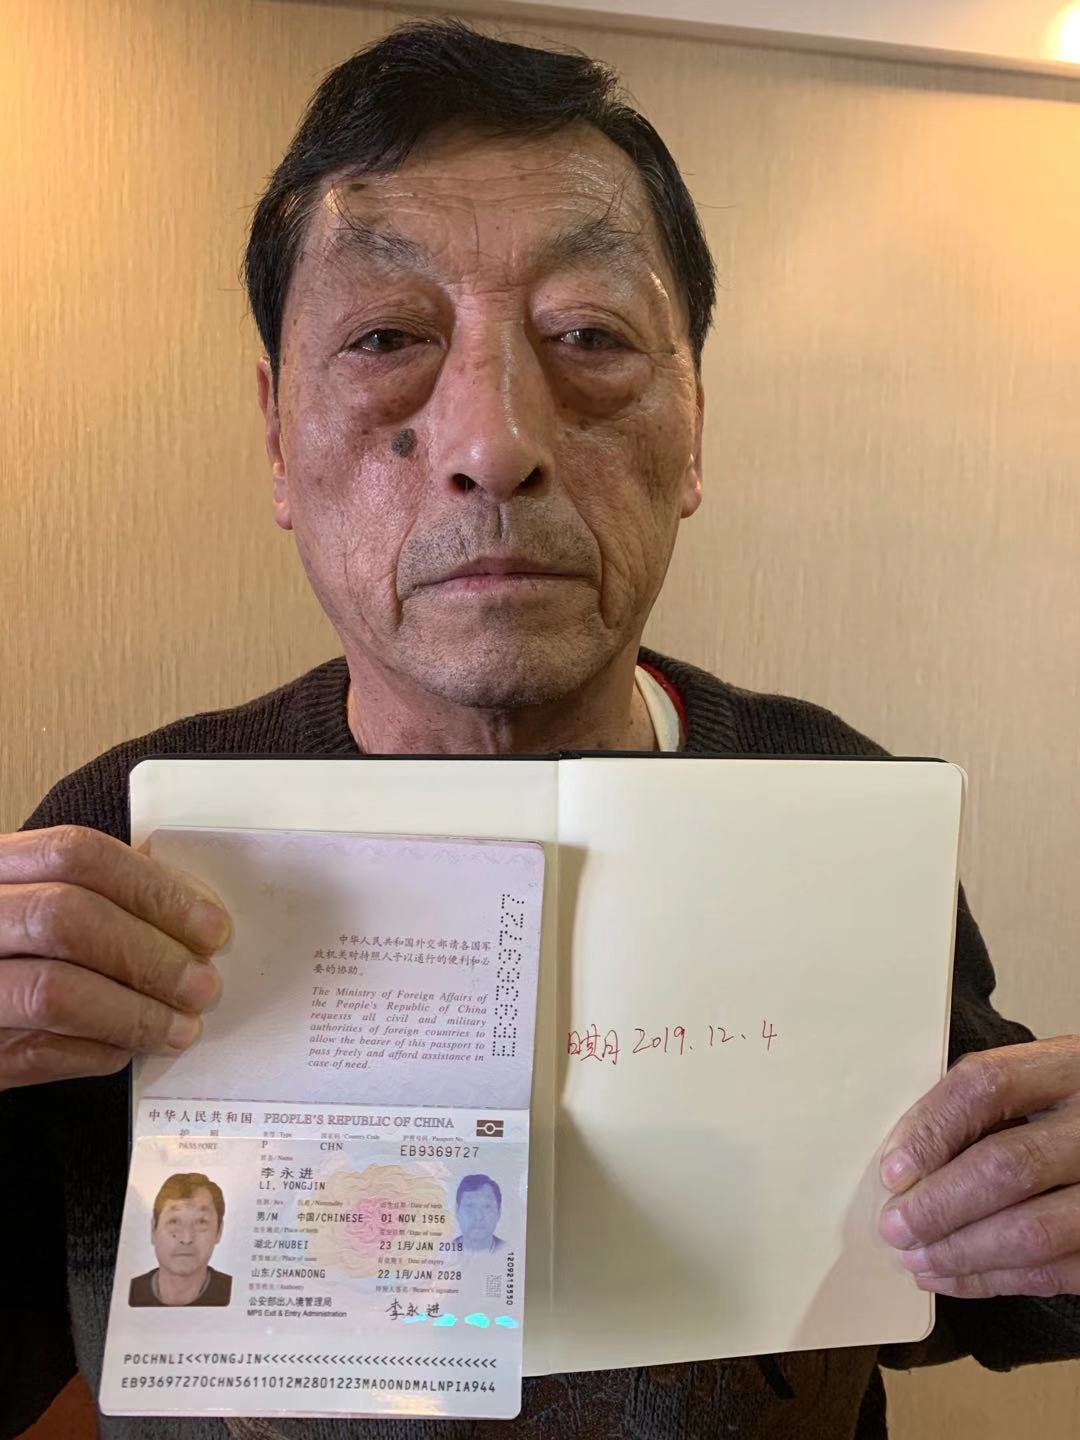 中华人民共和国外交部请各国军
政机关对持照人予以通行的便利和必
要的协助。
The Ministry of Foreign Affairs of
the People's Republic of China
requests all civil and military
authorities of foreign countries to
allow the bearer of this passport to
pass freely and afford assistance in
case of need.
EB9369727
2019.12.4
中华人民共和国 PEOPLE'S REPUBLIC OF CHINA
护照 类型/Type 国家码/Country Code 护照号码/Passport No.
PASSPORT P CHN EB9369727
姓名/Name
李永进
LI, YONGJIN
性别/Sex 国籍/Nationality 出生日期/Date of birth
男/M 中国/CHINESE 01 NOV 1956
出生地点/Place of birth 签发日期/Date of issue
湖北/HUBEI 23 1月/JAN 2018
签发地点/Place of issue 有效期至/Date of expiry
山东/SHANDONG 22 1月/JAN 2028
签发机关/Authority 持照人签名/Bearer's signature
公安部出入境管理局 李永进
MPS Exit & Entry Administration
1209215550
POCHNLI<<YONGJIN<<<<<<<<<<<<<<<<<<<<<<<<<<<<
EB93697270CHN5611012M2801223MAOONDMALNPIA944